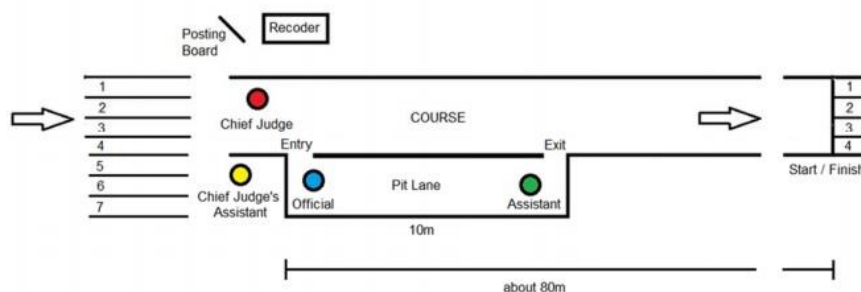 Posting
Board
Recoder
1
2
3
4
5
6
7
Chief Judge
COURSE
1
2
3
4
Entry
Exit
Start / Finish
Chief Judge's
Assistant
Official
Pit Lane
Assistant
10m
about 80m